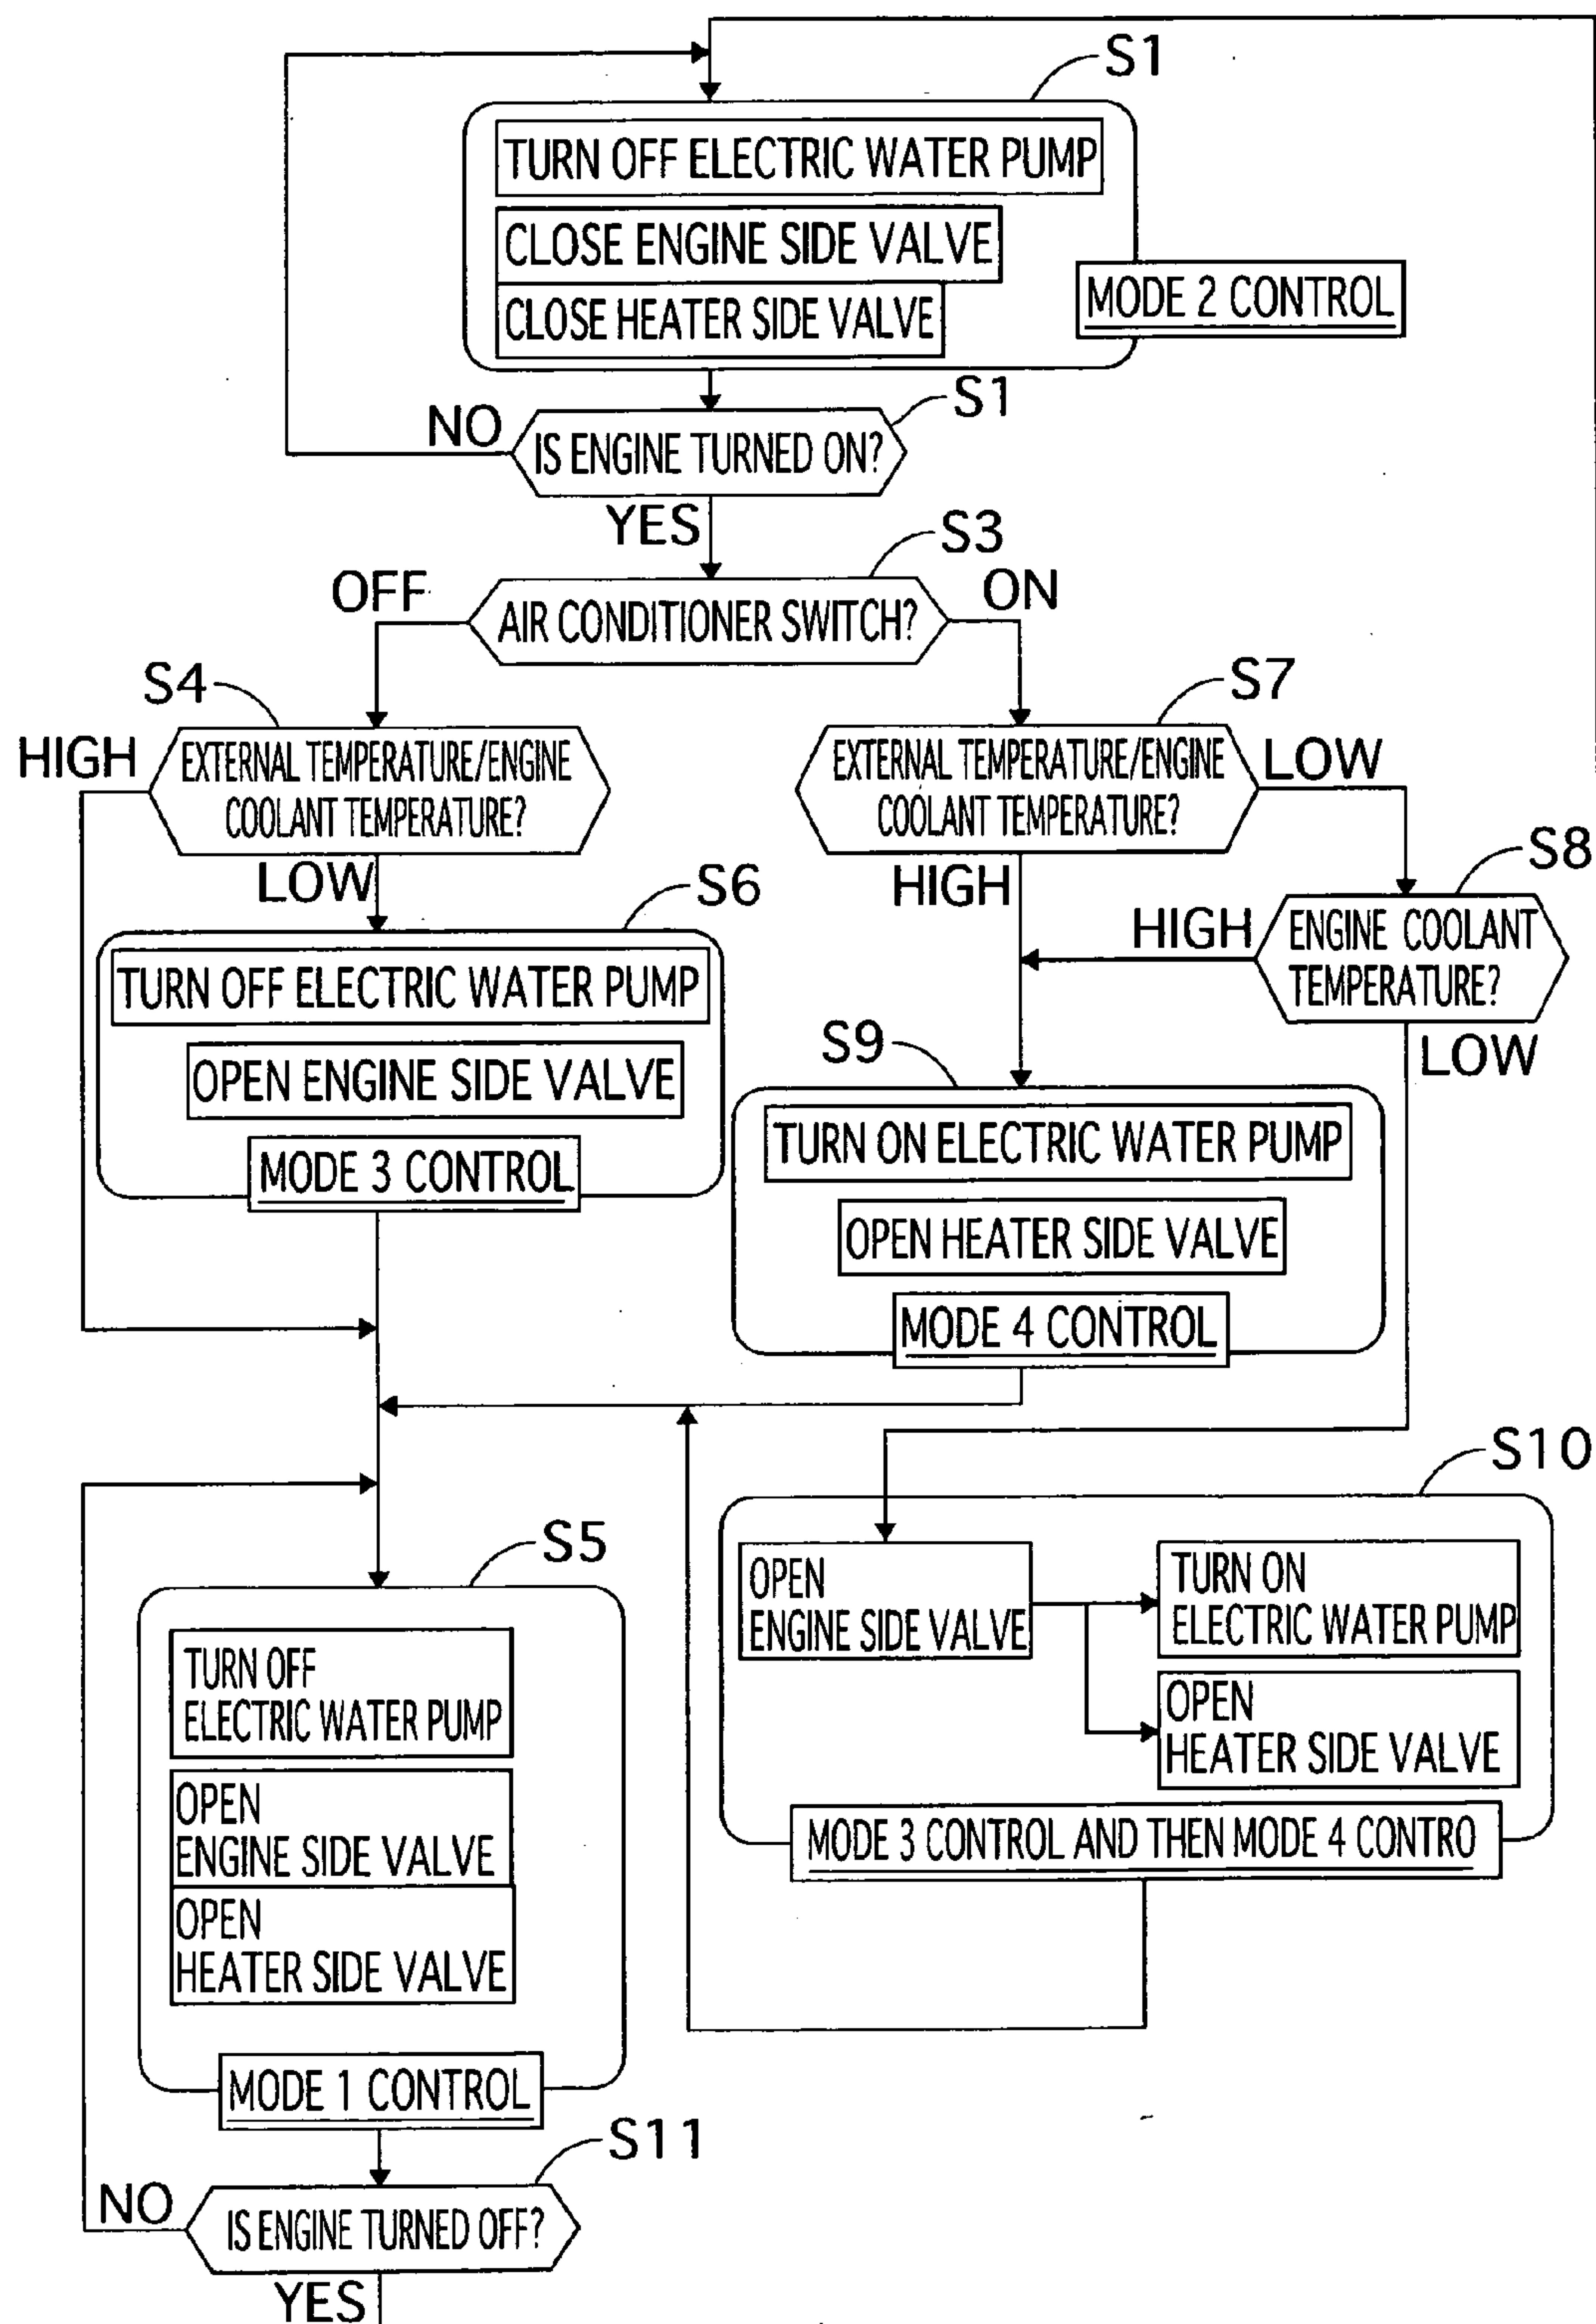 S1
TURN OFF ELECTRIC WATER PUMP
CLOSE ENGINE SIDE VALVE
CLOSE HEATER SIDE VALVE
MODE 2 CONTROL
S1
NO
IS ENGINE TURNED ON?
YES
S3
OFF
AIR CONDITIONER SWITCH?
ON
S4
HIGH
EXTERNAL TEMPERATURE/ENGINE
COOLANT TEMPERATURE?
LOW
S7
EXTERNAL TEMPERATURE/ENGINE
COOLANT TEMPERATURE?
LOW
HIGH
S8
HIGH
ENGINE COOLANT
TEMPERATURE?
LOW
S6
TURN OFF ELECTRIC WATER PUMP
OPEN ENGINE SIDE VALVE
MODE 3 CONTROL
S9
TURN ON ELECTRIC WATER PUMP
OPEN HEATER SIDE VALVE
MODE 4 CONTROL
S10
OPEN
ENGINE SIDE VALVE
TURN ON
ELECTRIC WATER PUMP
OPEN
HEATER SIDE VALVE
MODE 3 CONTROL AND THEN MODE 4 CONTRO
S5
TURN OFF
ELECTRIC WATER PUMP
OPEN
ENGINE SIDE VALVE
OPEN
HEATER SIDE VALVE
MODE 1 CONTROL
S11
NO
IS ENGINE TURNED OFF?
YES